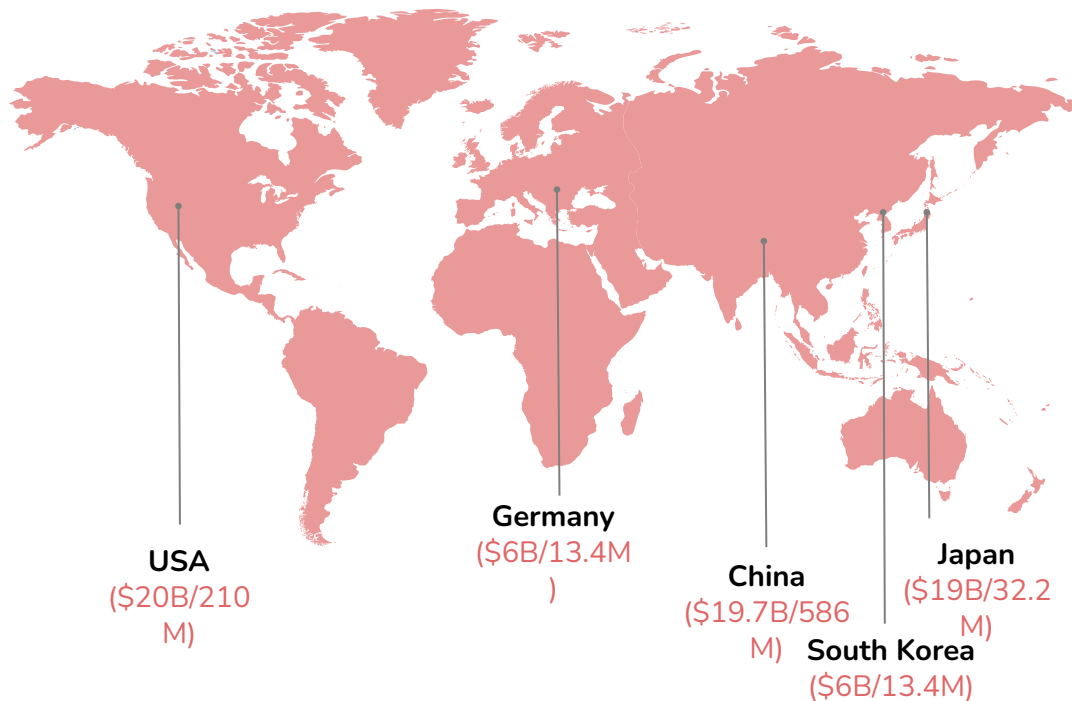 USA
($20B/210
M)
Germany
($6B/13.4M
)
China
($19.7B/586
M)
Japan
($19B/32.2
M)
South Korea
($6B/13.4M)